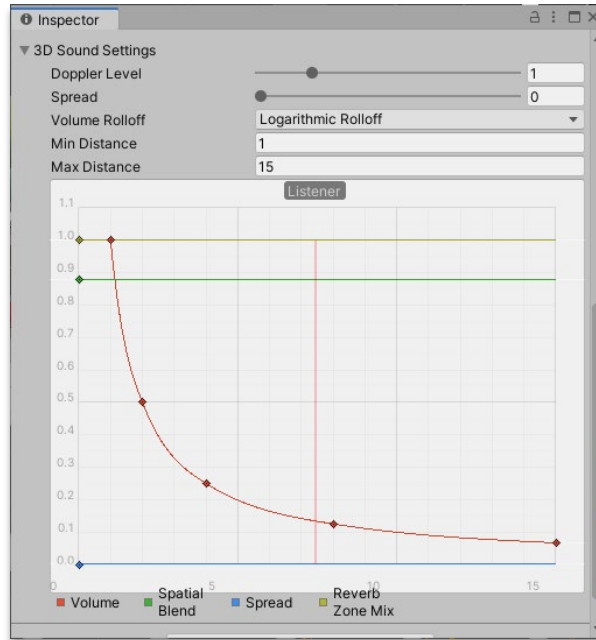 Inspector
3D Sound Settings
Doppler Level 1
Spread 0
Volume Rolloff Logarithmic Rolloff
Min Distance 1
Max Distance 15
Listener
1.1
1.0
0.9
0.8
0.7
0.6
0.5
0.4
0.3
0.2
0.1
0.0
0 5 10 15
Volume Spatial Blend Spread Reverb Zone Mix